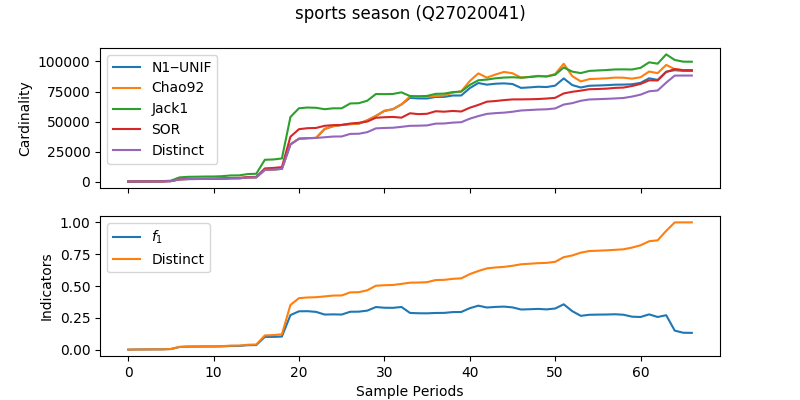 sports season (Q27020041)
Cardinality
100000
75000
50000
25000
0
N1−UNIF
Chao92
Jack1
SOR
Distinct
Indicators
1.00
0.75
0.50
0.25
0.00
f1
Distinct
0 10 20 30 40 50 60
Sample Periods